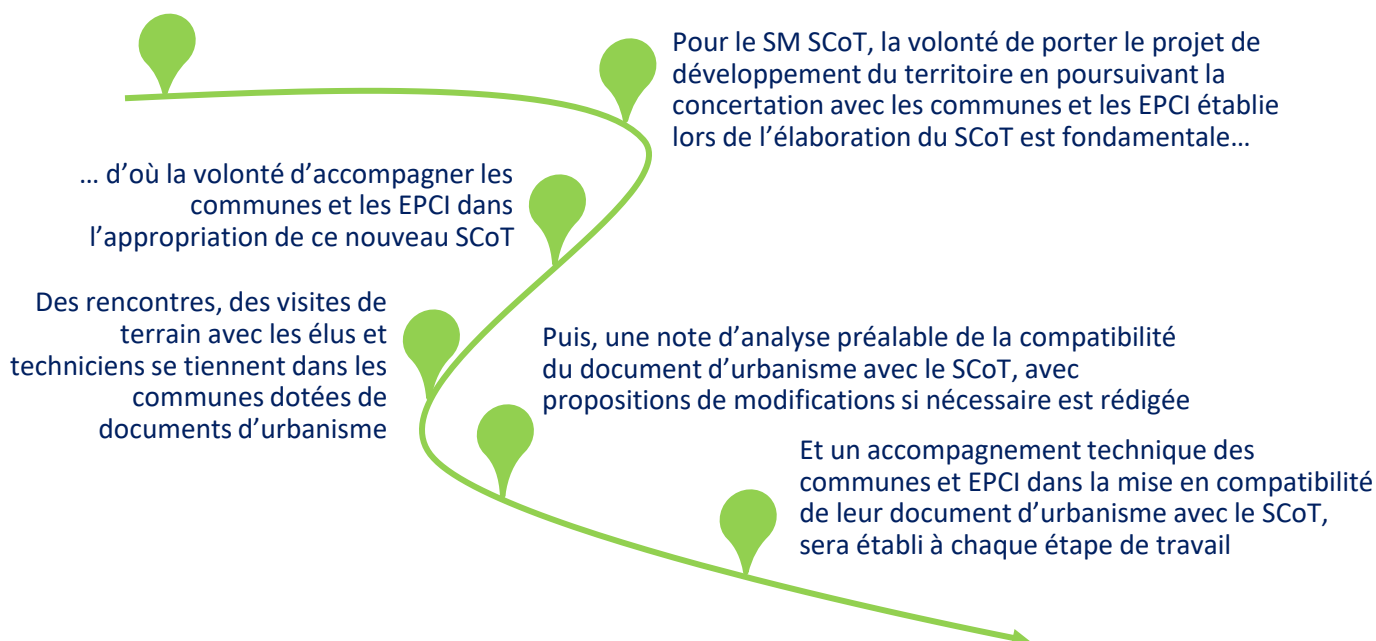 Pour le SM SCoT, la volonté de porter le projet de
développement du territoire en poursuivant la
concertation avec les communes et les EPCI établie
lors de l’élaboration du SCoT est fondamentale…
… d’où la volonté d’accompagner les
communes et les EPCI dans
l’appropriation de ce nouveau SCoT
Des rencontres, des visites de
terrain avec les élus et
techniciens se tiennent dans les
communes dotées de
documents d’urbanisme
Puis, une note d’analyse préalable de la compatibilité
du document d’urbanisme avec le SCoT, avec
propositions de modifications si nécessaire est rédigée
Et un accompagnement technique des
communes et EPCI dans la mise en compatibilité
de leur document d’urbanisme avec le SCoT,
sera établi à chaque étape de travail